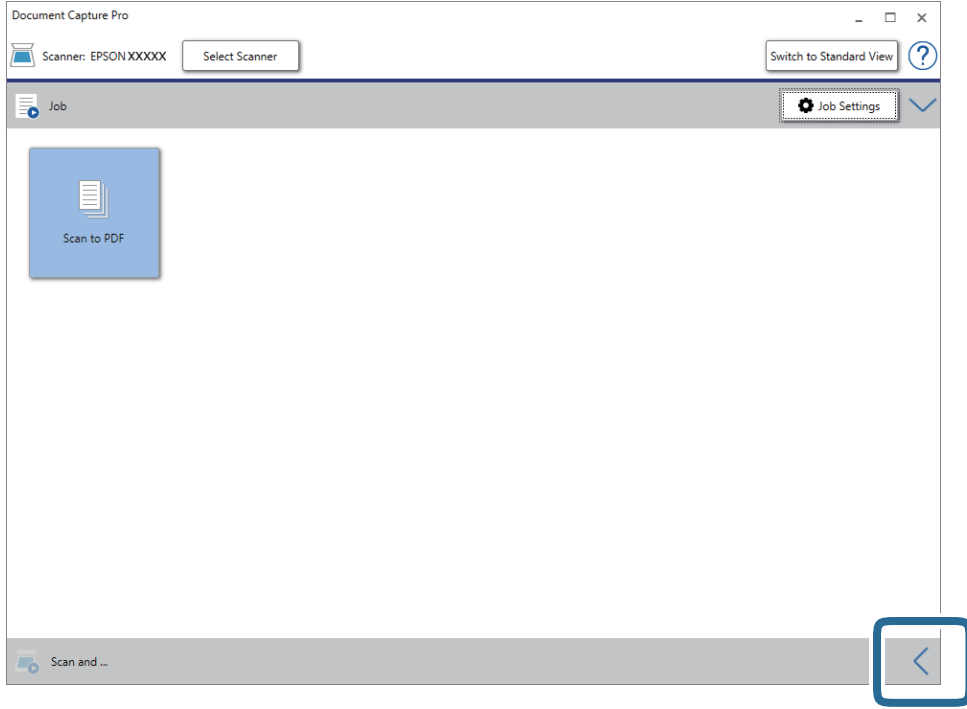 Document Capture Pro
Scanner: EPSON XXXXX
Select Scanner
Switch to Standard View
?
Job
Job Settings
Scan to PDF
Scan and ...